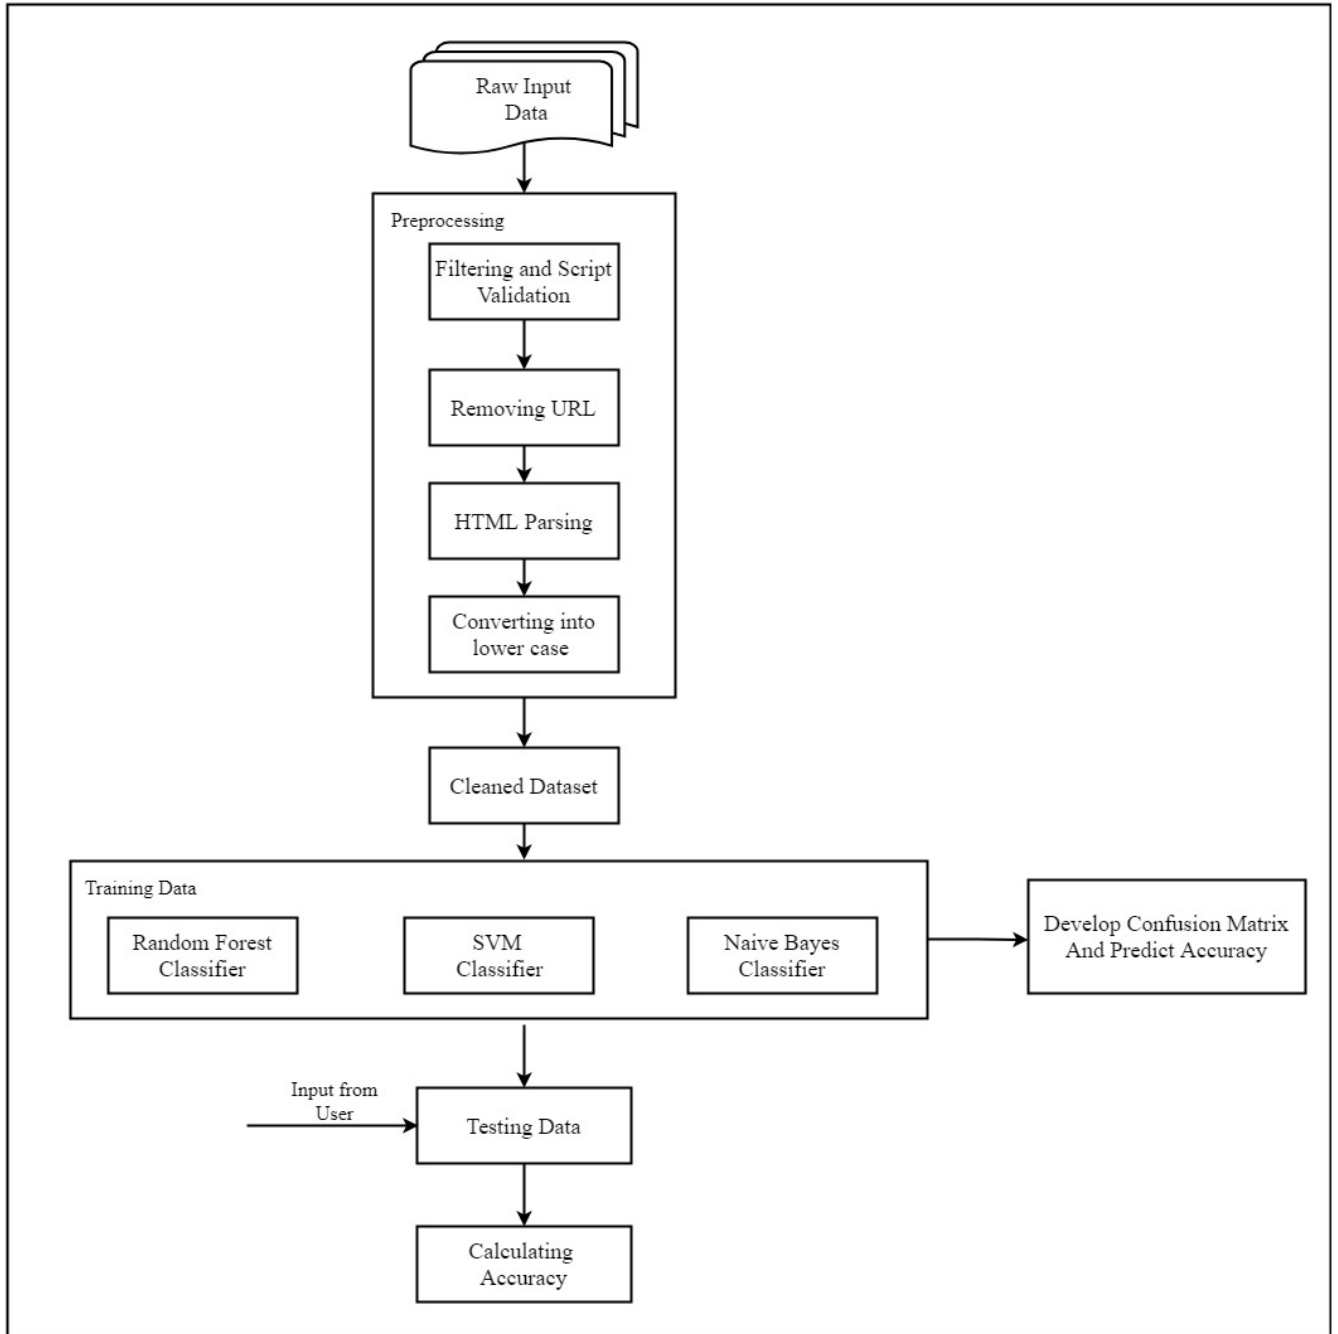 Raw Input
Data
Preprocessing
Filtering and Script
Validation
Removing URL
HTML Parsing
Converting into
lower case
Cleaned Dataset
Training Data
Random Forest
Classifier
SVM
Classifier
Naive Bayes
Classifier
Develop Confusion Matrix
And Predict Accuracy
Input from
User
Testing Data
Calculating
Accuracy